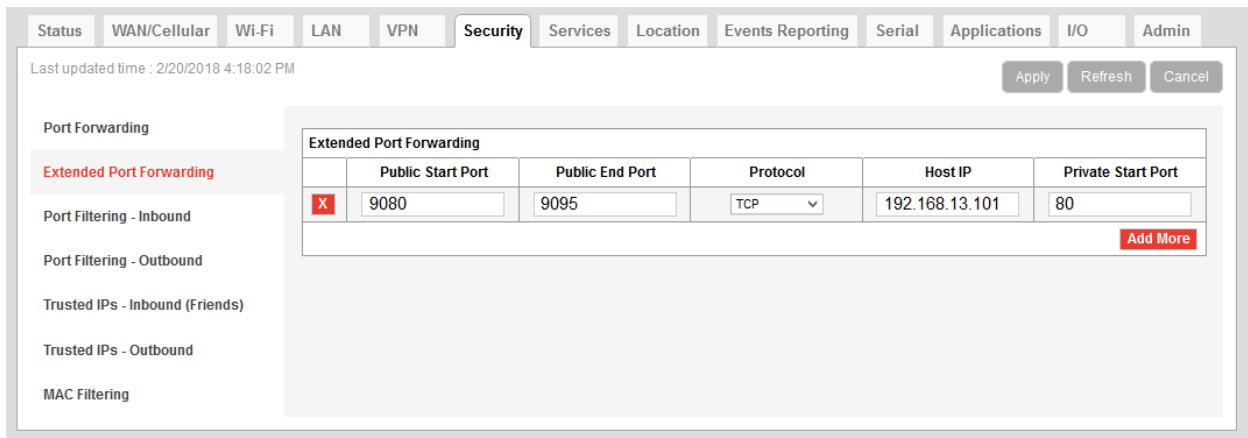 Status WAN/Cellular Wi-Fi LAN VPN Security Services Location Events Reporting Serial Applications I/O Admin
Last updated time : 2/20/2018 4:18:02 PM
Apply Refresh Cancel
Port Forwarding
Extended Port Forwarding
Port Filtering - Inbound
Port Filtering - Outbound
Trusted IPs - Inbound (Friends)
Trusted IPs - Outbound
MAC Filtering
Extended Port Forwarding
Public Start Port Public End Port Protocol Host IP Private Start Port
X 9080 9095 TCP 192.168.13.101 80
Add More